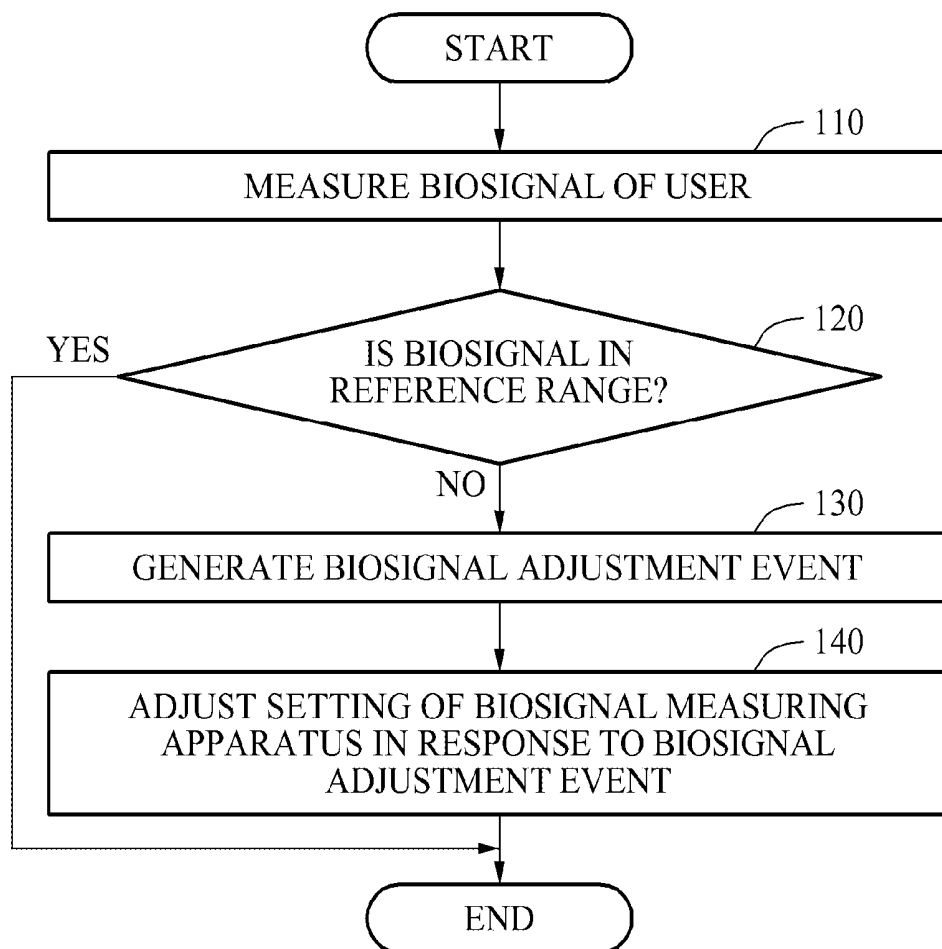 START
110
MEASURE BIOSIGNAL OF USER
120
YES
IS BIOSIGNAL IN
REFERENCE RANGE?
NO
130
GENERATE BIOSIGNAL ADJUSTMENT EVENT
140
ADJUST SETTING OF BIOSIGNAL MEASURING
APPARATUS IN RESPONSE TO BIOSIGNAL
ADJUSTMENT EVENT
END